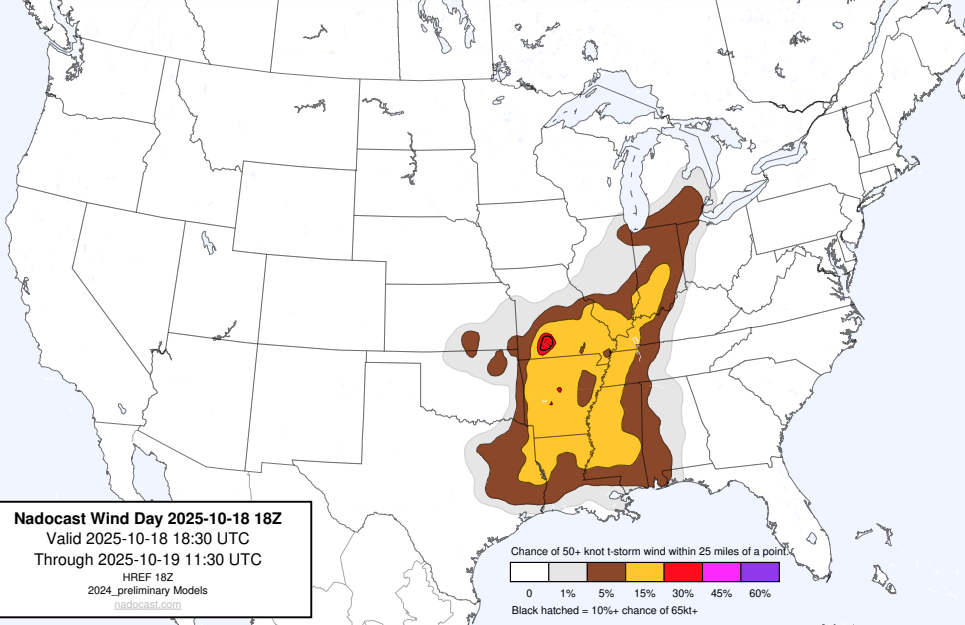 Nadocast Wind Day 2025-10-18 18Z
Valid 2025-10-18 18:30 UTC
Through 2025-10-19 11:30 UTC
HREF 18Z
2024_preliminary Models
nadocast.com
Chance of 50+ knot t-storm wind within 25 miles of a point.
0 1% 5% 15% 30% 45% 60%
Black hatched = 10%+ chance of 65kt+